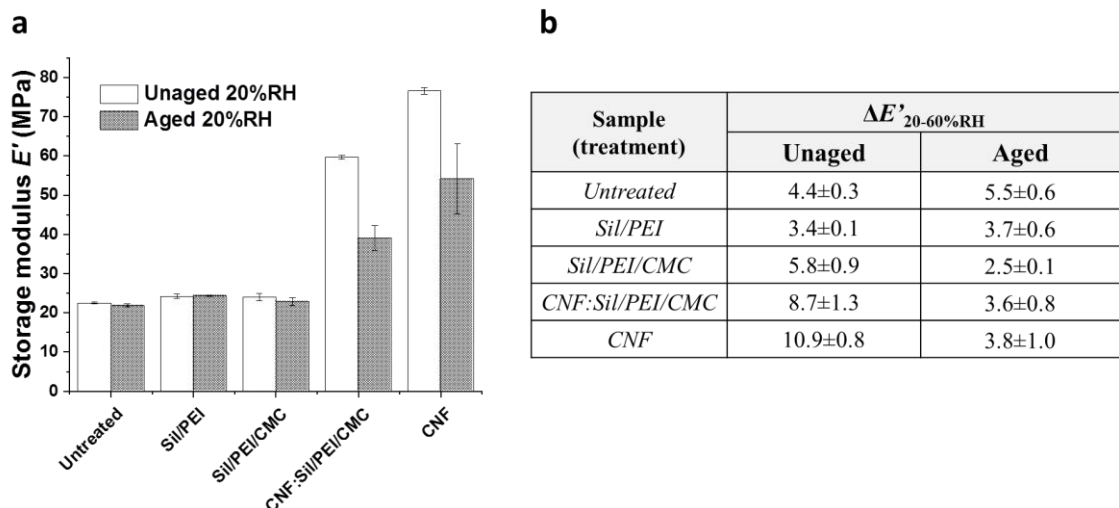 a
Storage modulus E' (MPa)
80
70
60
50
40
30
20
10
0
Unaged 20%RH
Aged 20%RH
Untreated
Sil/PEI
Sil/PEI/CMC
CNF:Sil/PEI/CMC
CNF
b
Sample
(treatment)
ΔE'20-60%RH
Unaged Aged
Untreated 4.4±0.3 5.5±0.6
Sil/PEI 3.4±0.1 3.7±0.6
Sil/PEI/CMC 5.8±0.9 2.5±0.1
CNF:Sil/PEI/CMC 8.7±1.3 3.6±0.8
CNF 10.9±0.8 3.8±1.0